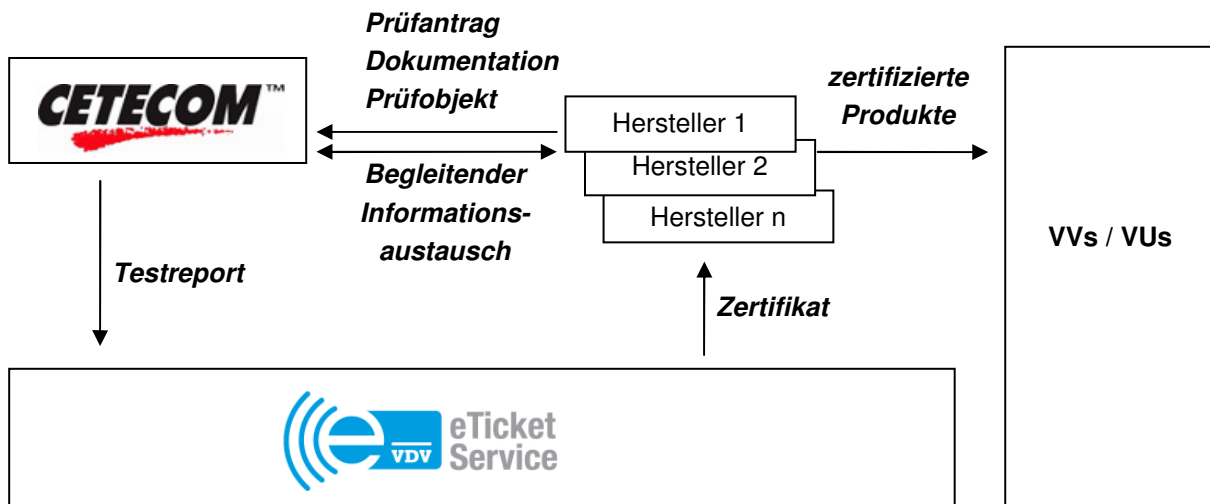 Prüfantrag
Dokumentation
Prüfobjekt
CETECOM™
Hersteller 1
Hersteller 2
Hersteller n
zertifizierte
Produkte
Begleitender
Informations-
austausch
VVs / VUs
Testreport
Zertifikat
e VDV
eTicket
Service